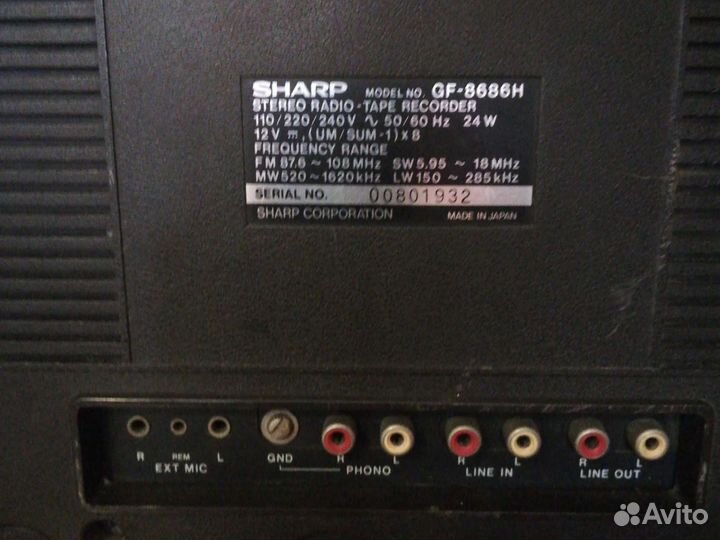 SHARP MODEL NO. GF-8686H
STEREO RADIO-TAPE RECORDER
110/220/240V ∿ 50/60 Hz 24W
12V ⎓, (UM/SUM-1)×8
FREQUENCY RANGE
FM 87.6 ~ 108 MHz SW 5.95 ~ 18 MHz
MW 520 ~ 1620 kHz LW 150 ~ 285 kHz
SERIAL NO. 00801932
SHARP CORPORATION MADE IN JAPAN
R REM L GND R L R L R L
EXT MIC PHONO LINE IN LINE OUT
Avito